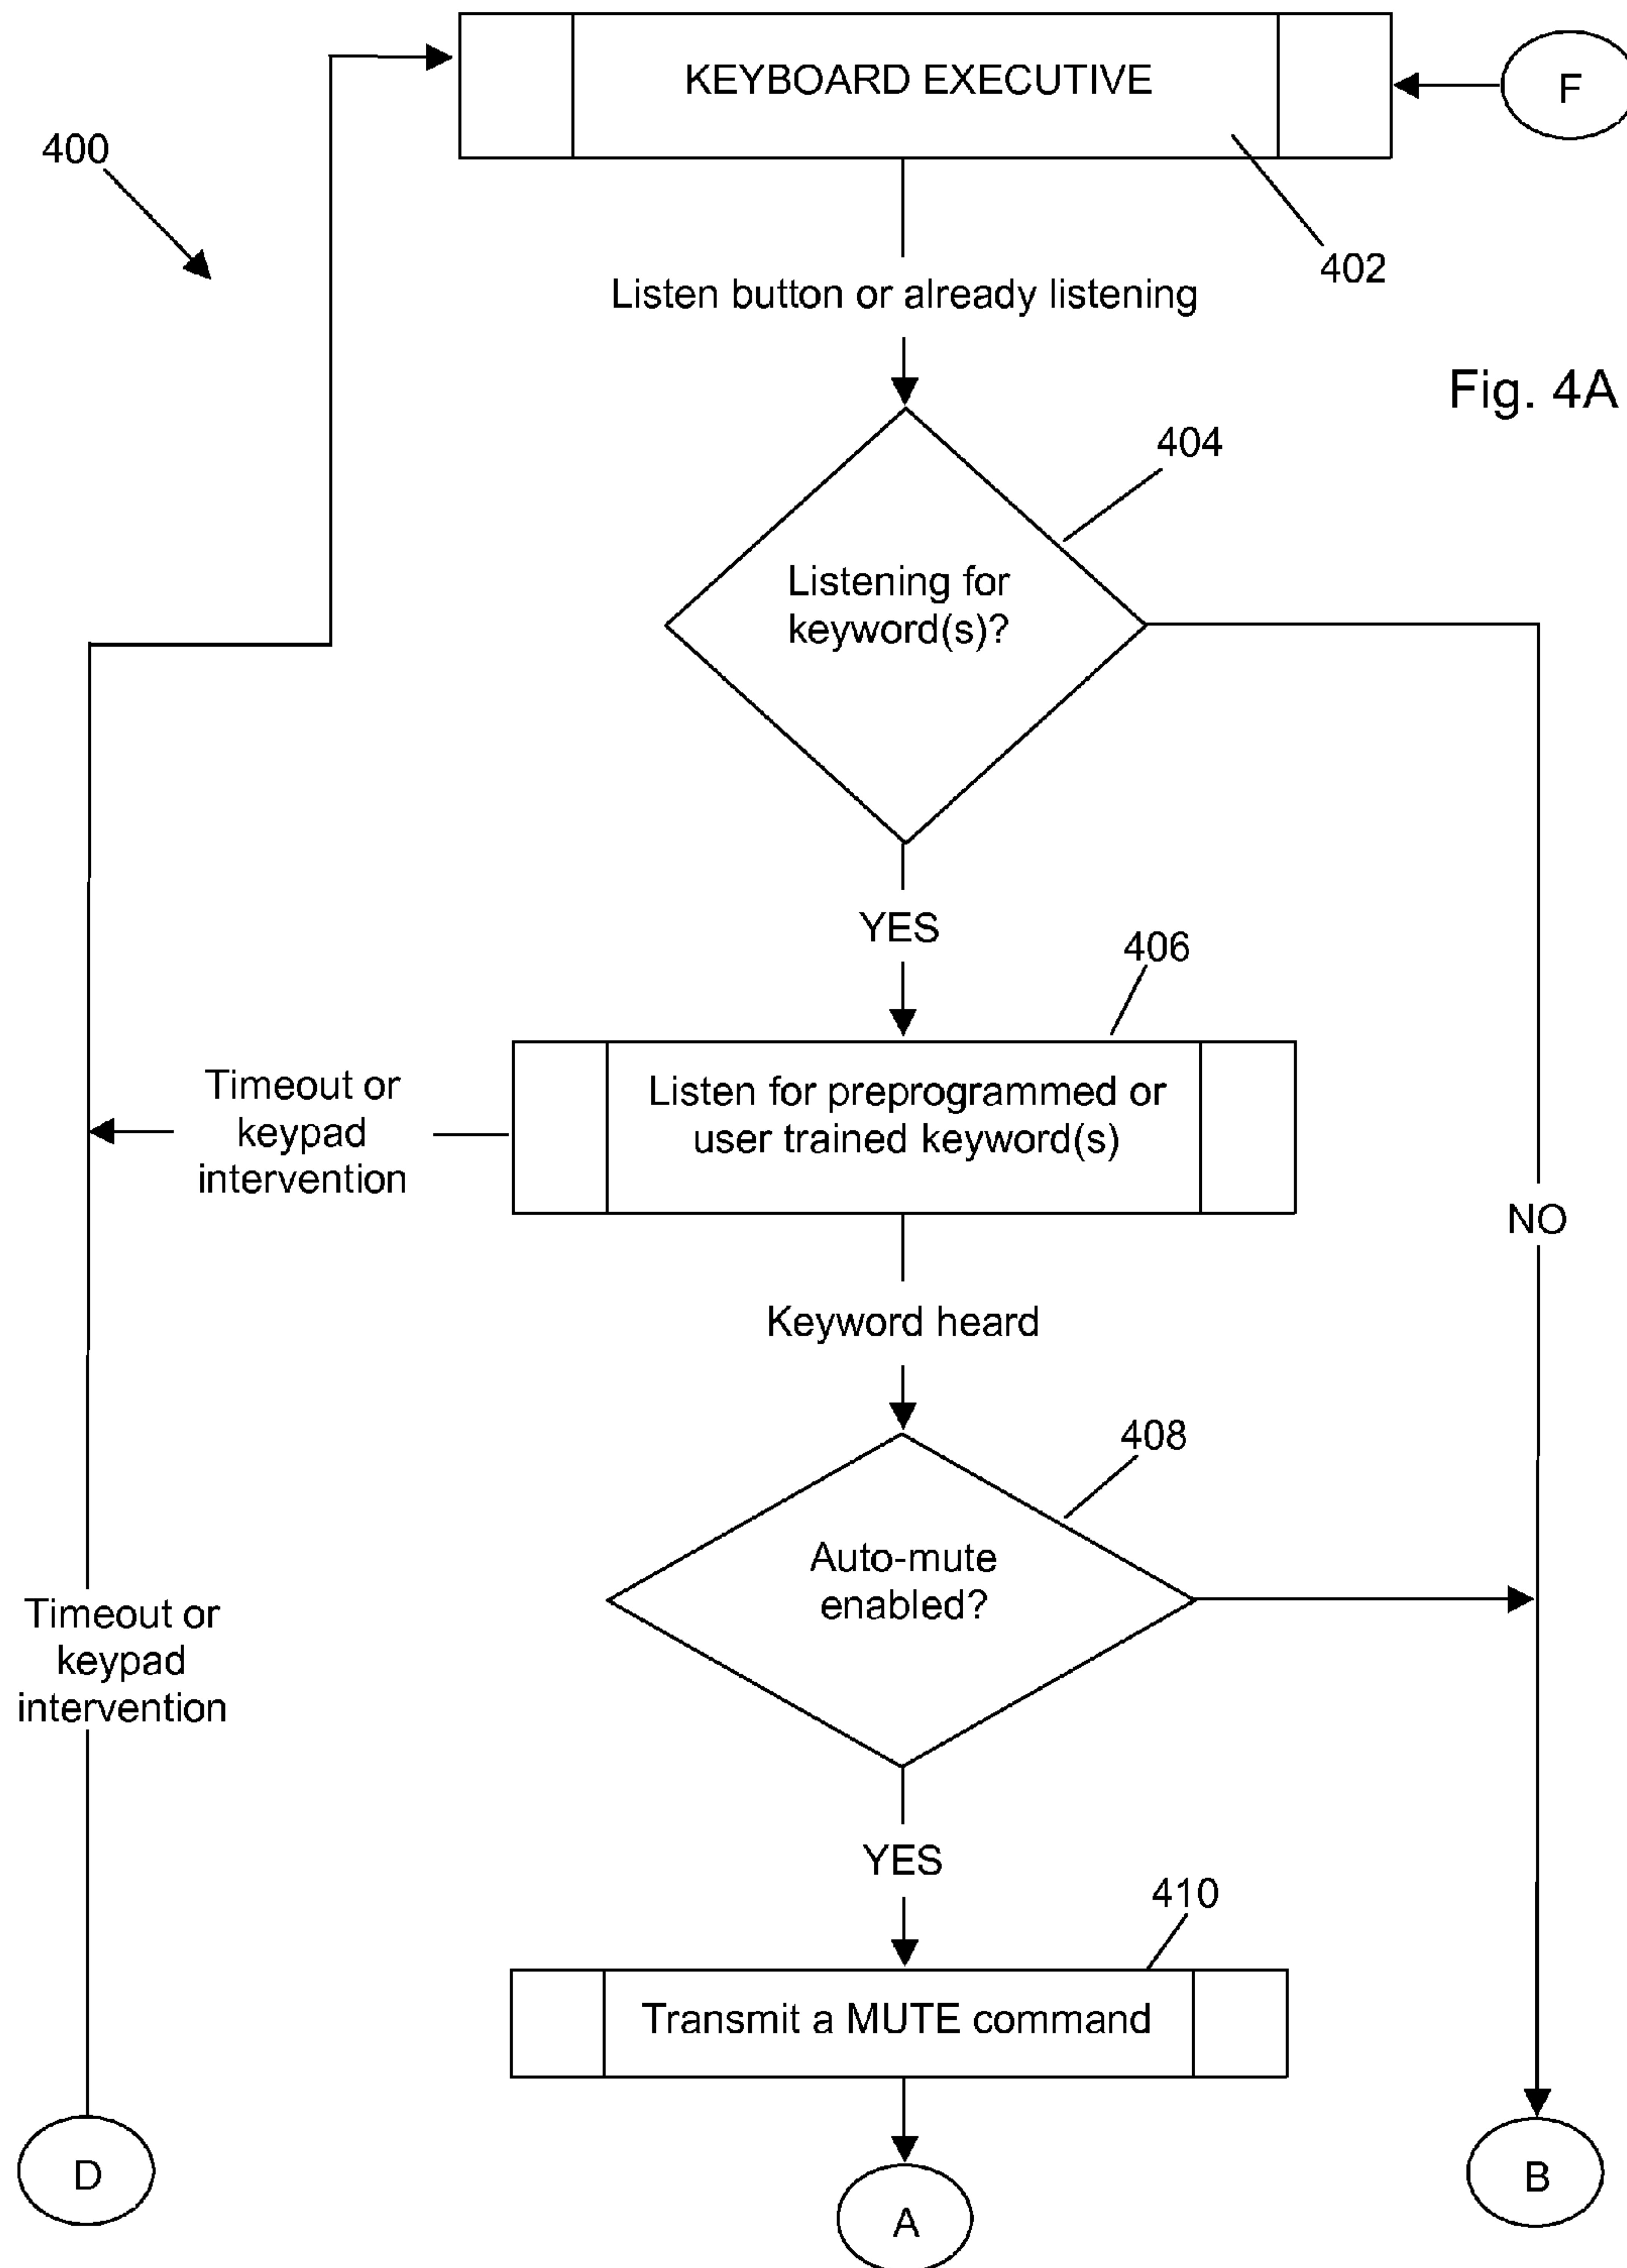 KEYBOARD EXECUTIVE
F
400
402
Listen button or already listening
Fig. 4A
404
Listening for
keyword(s)?
YES
406
Timeout or
keypad
intervention
Listen for preprogrammed or
user trained keyword(s)
NO
Keyword heard
408
Auto-mute
enabled?
Timeout or
keypad
intervention
YES
410
Transmit a MUTE command
D
A
B